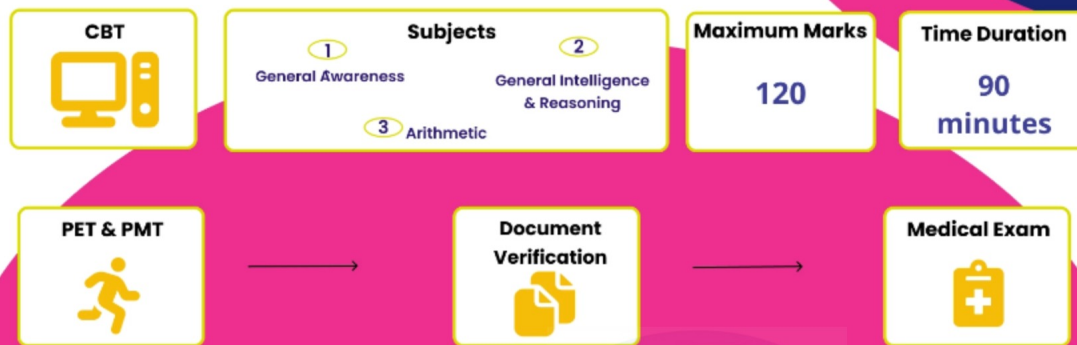 CBT
Subjects
1
General Awareness
2
General Intelligence
& Reasoning
3 Arithmetic
Maximum Marks
120
Time Duration
90
minutes
PET & PMT
Document
Verification
Medical Exam